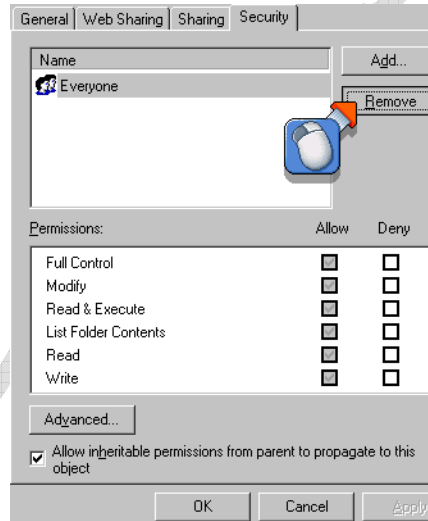 General Web Sharing Sharing Security
Name
Add...
Everyone
Remove
Permissions: Allow Deny
Full Control
Modify
Read & Execute
List Folder Contents
Read
Write
Advanced...
Allow inheritable permissions from parent to propagate to this
object
OK Cancel Apply